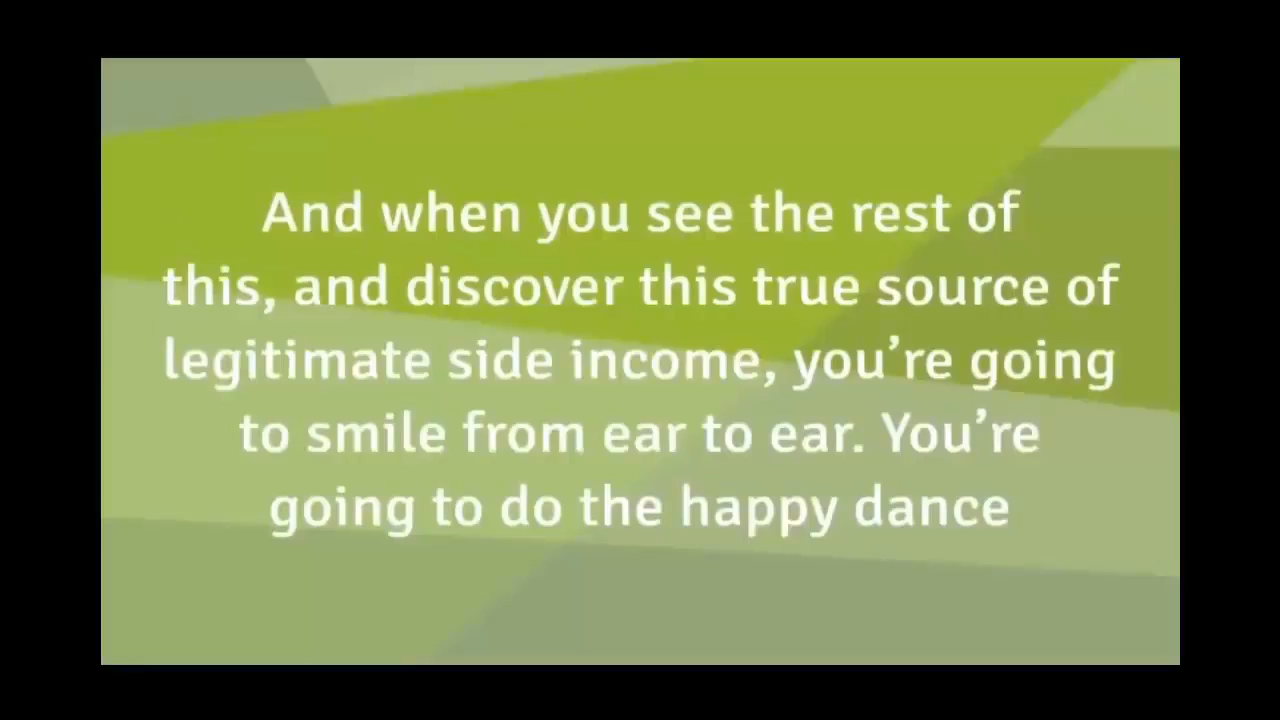 And when you see the rest of
this, and discover this true source of
legitimate side income, you’re going
to smile from ear to ear. You’re
going to do the happy dance